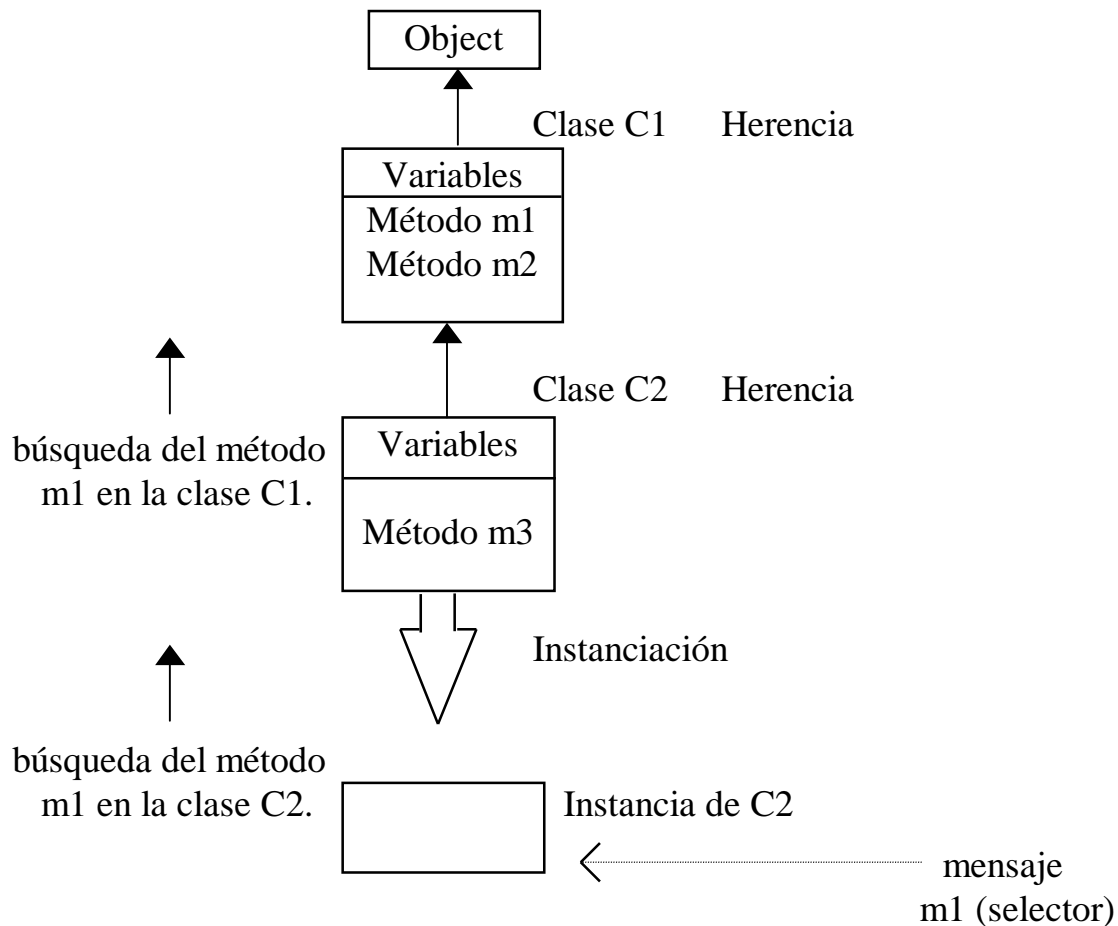 Object
Clase C1 Herencia
Variables
Método m1
Método m2
Clase C2 Herencia
búsqueda del método
m1 en la clase C1.
Variables
Método m3
Instanciación
búsqueda del método
m1 en la clase C2.
Instancia de C2
mensaje
m1 (selector)